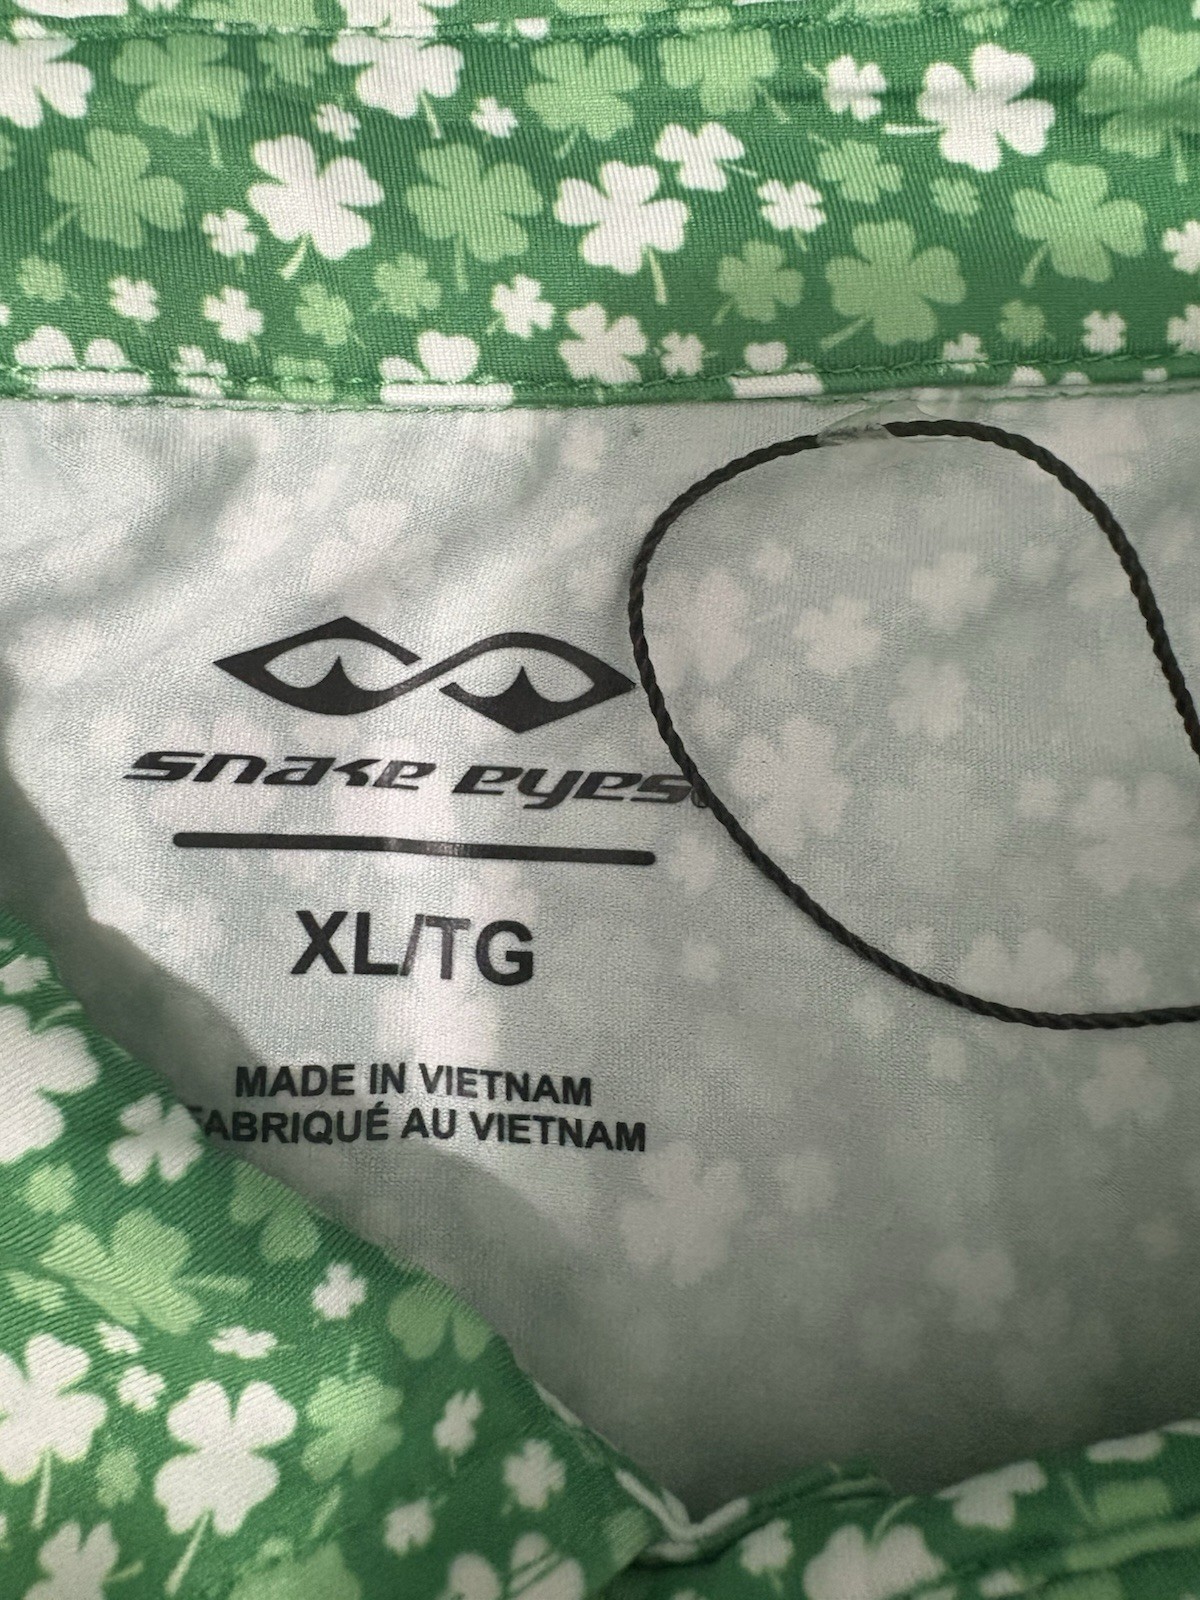 snake eyes®
XL/TG
MADE IN VIETNAM
FABRIQUÉ AU VIETNAM